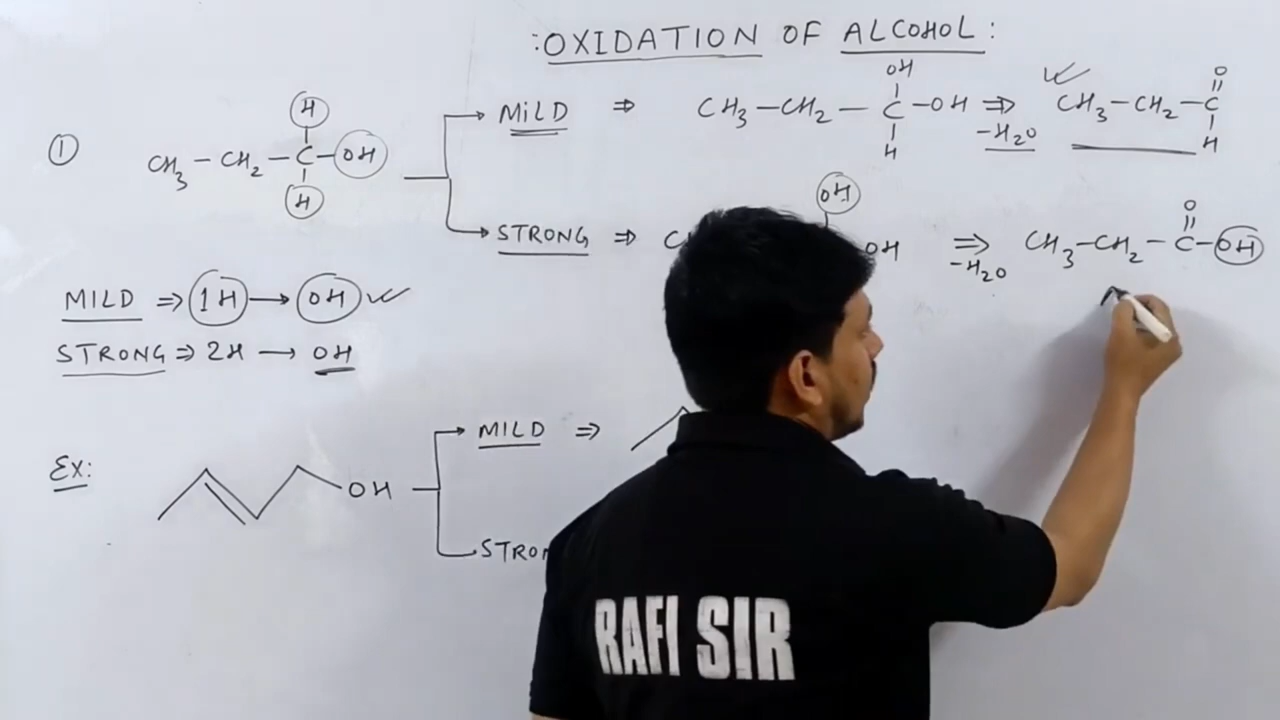 :OXIDATION OF ALCOHOL:
①
H
CH3 – CH2 – C – OH
H
MILD ⇒
OH
CH3 – CH2 – C – OH ⇒
H
–H2O
O
CH3 – CH2 – C
H
STRONG ⇒
OH
OH
⇒
–H2O
O
CH3 – CH2 – C – OH
MILD ⇒ 1H → OH ✓
STRONG ⇒ 2H → OH
Ex:
OH
MILD ⇒
RAFI SIR